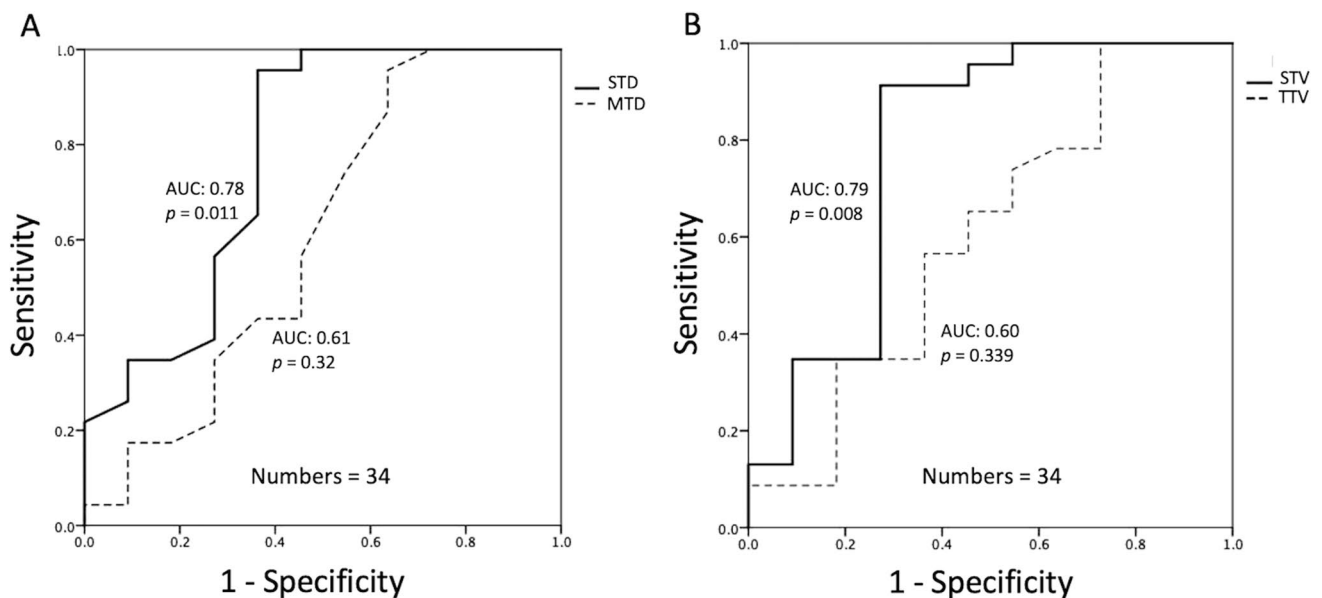 A
STD
MTD
AUC: 0.78
p = 0.011
AUC: 0.61
p = 0.32
Numbers = 34
Sensitivity
1.0
0.8
0.6
0.4
0.2
0.0
0.0 0.2 0.4 0.6 0.8 1.0
1 - Specificity
B
STV
TTV
AUC: 0.79
p = 0.008
AUC: 0.60
p = 0.339
Numbers = 34
Sensitivity
1.0
0.8
0.6
0.4
0.2
0.0
0.0 0.2 0.4 0.6 0.8 1.0
1 - Specificity